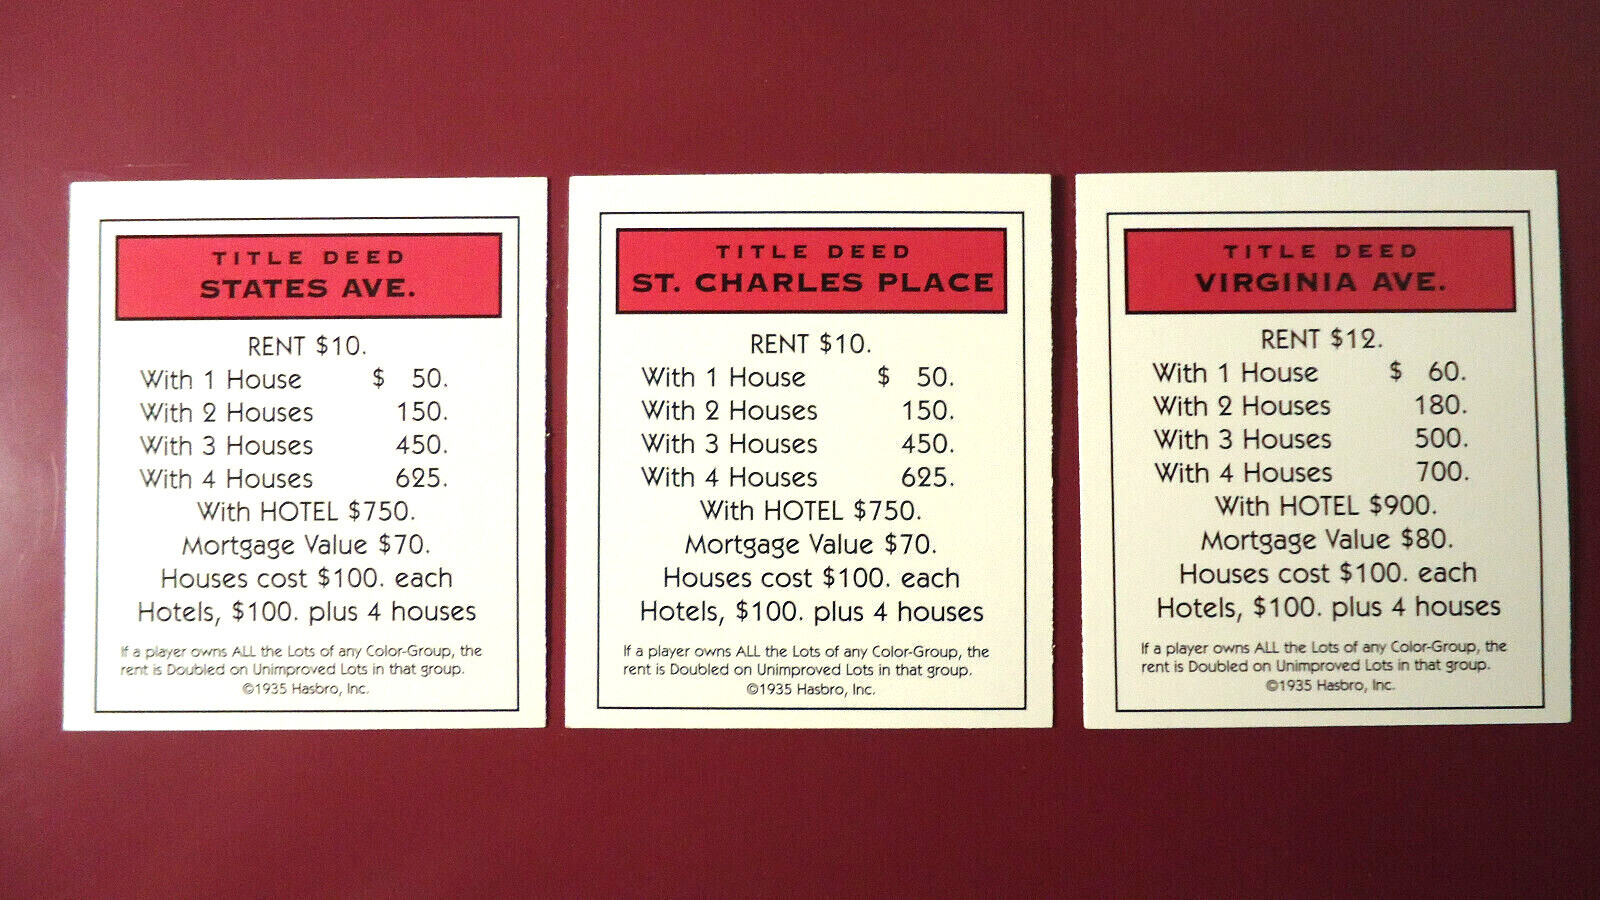 TITLE DEED
STATES AVE.
RENT $10.
With 1 House $ 50.
With 2 Houses 150.
With 3 Houses 450.
With 4 Houses 625.
With HOTEL $750.
Mortgage Value $70.
Houses cost $100. each
Hotels, $100. plus 4 houses
If a player owns ALL the Lots of any Color-Group, the
rent is Doubled on Unimproved Lots in that group.
©1935 Hasbro, Inc.
TITLE DEED
ST. CHARLES PLACE
RENT $10.
With 1 House $ 50.
With 2 Houses 150.
With 3 Houses 450.
With 4 Houses 625.
With HOTEL $750.
Mortgage Value $70.
Houses cost $100. each
Hotels, $100. plus 4 houses
If a player owns ALL the Lots of any Color-Group, the
rent is Doubled on Unimproved Lots in that group.
©1935 Hasbro, Inc.
TITLE DEED
VIRGINIA AVE.
RENT $12.
With 1 House $ 60.
With 2 Houses 180.
With 3 Houses 500.
With 4 Houses 700.
With HOTEL $900.
Mortgage Value $80.
Houses cost $100. each
Hotels, $100. plus 4 houses
If a player owns ALL the Lots of any Color-Group, the
rent is Doubled on Unimproved Lots in that group.
©1935 Hasbro, Inc.